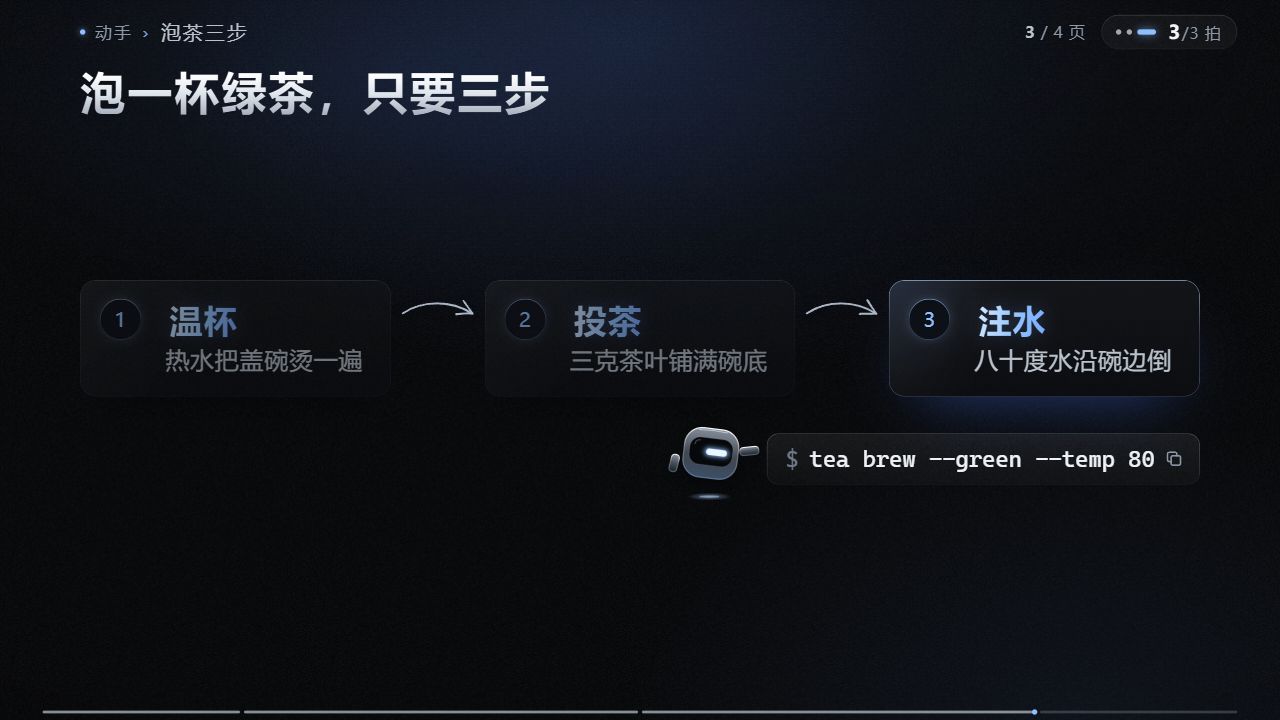 动手 › 泡茶三步
3 / 4 页
3/3 拍
泡一杯绿茶，只要三步
1 温杯
热水把盖碗烫一遍
2 投茶
三克茶叶铺满碗底
3 注水
八十度水沿碗边倒
$ tea brew --green --temp 80